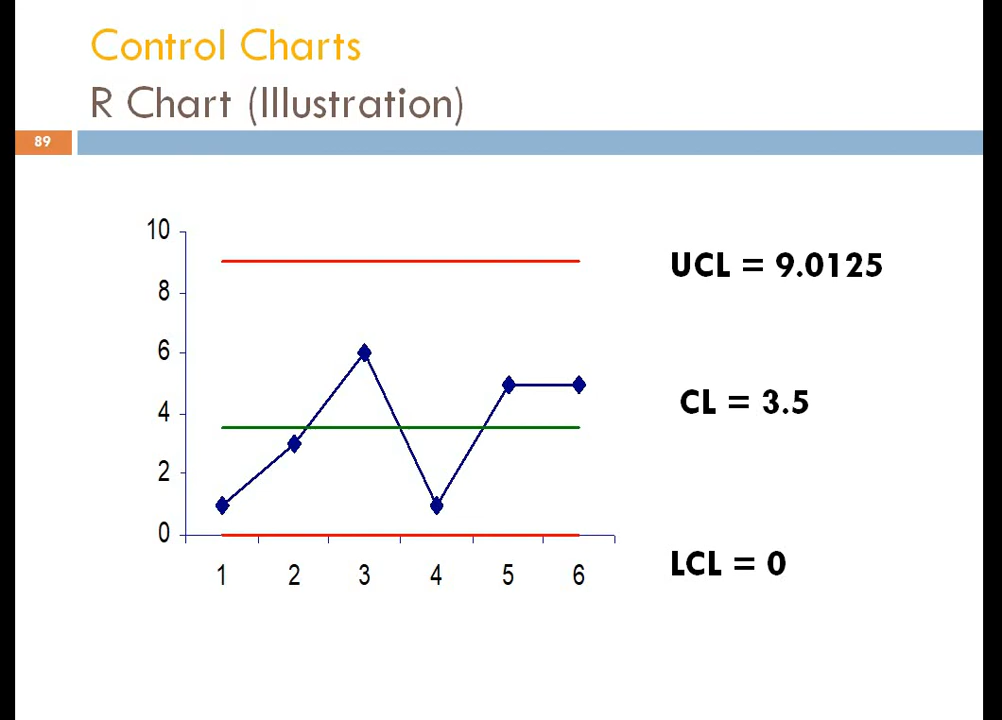 Control Charts
R Chart (Illustration)
89
10
8
6
4
2
0
1 2 3 4 5 6
UCL = 9.0125
CL = 3.5
LCL = 0